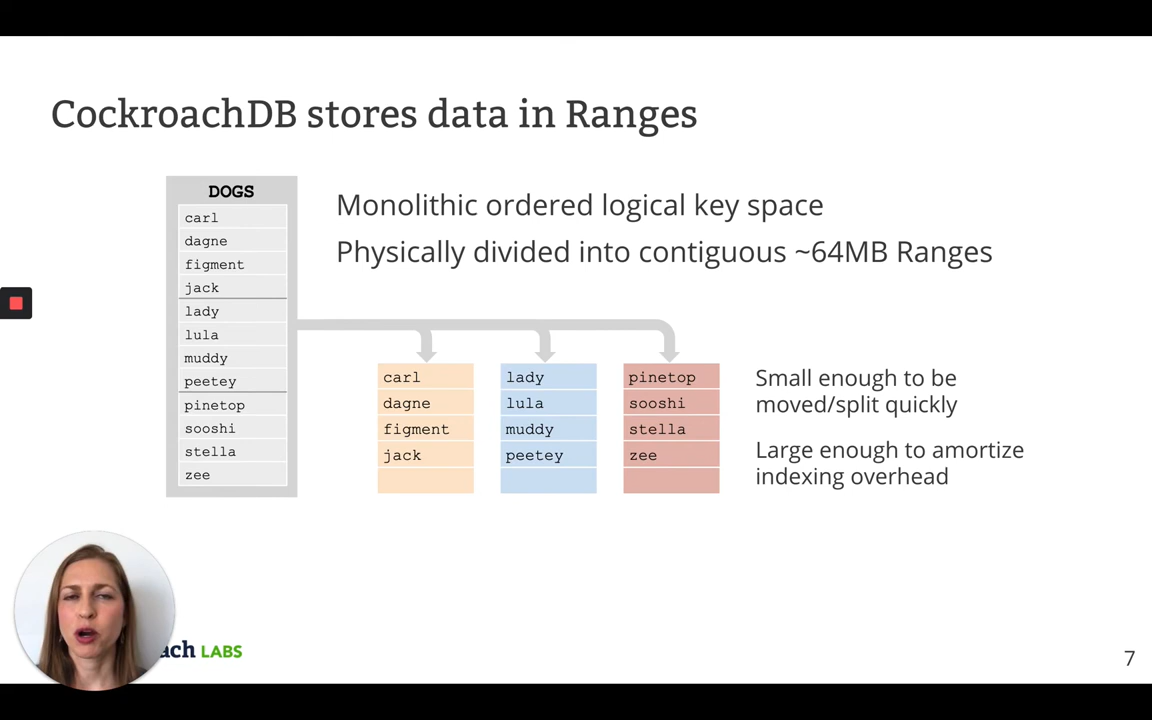 CockroachDB stores data in Ranges
DOGS
carl
dagne
figment
jack
lady
lula
muddy
peetey
pinetop
sooshi
stella
zee
Monolithic ordered logical key space
Physically divided into contiguous ~64MB Ranges
carl
dagne
figment
jack
lady
lula
muddy
peetey
pinetop
sooshi
stella
zee
Small enough to be
moved/split quickly
Large enough to amortize
indexing overhead
LABS
7